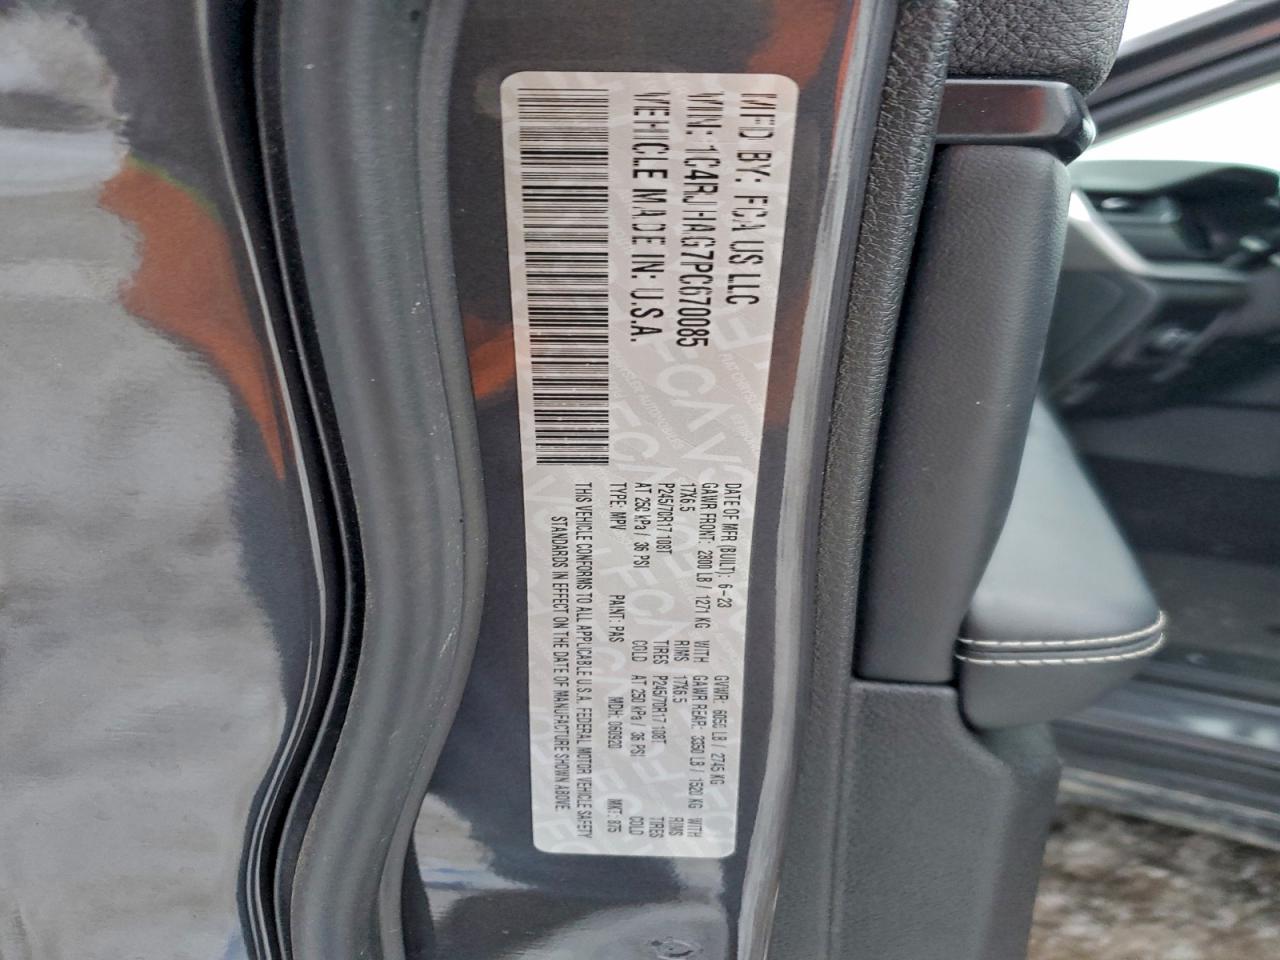 MFD BY: FCA US LLC
VIN: 1C4RJHAG7PC670085
VEHICLE MADE IN: U.S.A.
DATE OF MFR (BUILT): 6-23 GVWR: 6050 LB / 2745 KG
GAWR FRONT: 2800 LB / 1271 KG WITH GAWR REAR: 3350 LB / 1520 KG WITH
17X6.5 RIMS 17X6.5 RIMS
P245/70R17 108T TIRES P245/70R17 108T TIRES
AT 250 kPa / 36 PSI COLD AT 250 kPa / 36 PSI COLD
TYPE: MPV PAINT: PAS MDH: 060920 MKT: 875
THIS VEHICLE CONFORMS TO ALL APPLICABLE U.S.A. FEDERAL MOTOR VEHICLE SAFETY
STANDARDS IN EFFECT ON THE DATE OF MANUFACTURE SHOWN ABOVE.